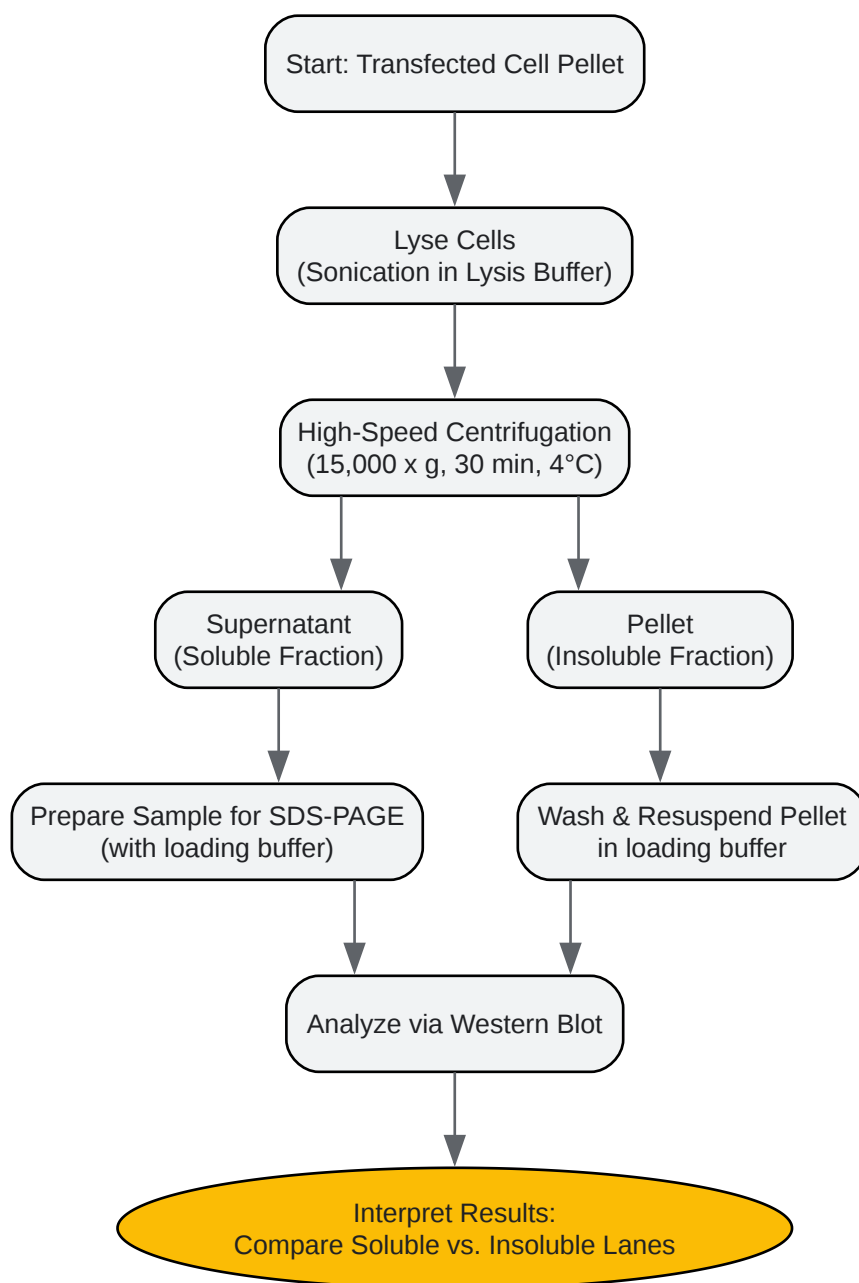 Start: Transfected Cell Pellet
Lyse Cells
(Sonication in Lysis Buffer)
High-Speed Centrifugation
(15,000 x g, 30 min, 4°C)
Supernatant
(Soluble Fraction)
Pellet
(Insoluble Fraction)
Prepare Sample for SDS-PAGE
(with loading buffer)
Wash & Resuspend Pellet
in loading buffer
Analyze via Western Blot
Interpret Results:
Compare Soluble vs. Insoluble Lanes